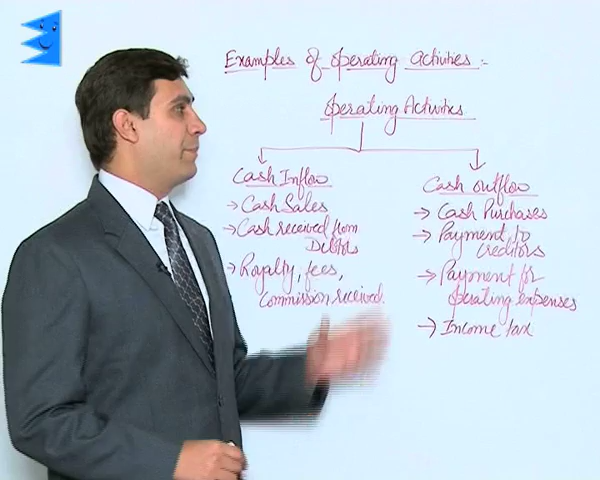 Examples of operating activities :-
Operating Activities
Cash Inflow
→ Cash Sales
→ Cash received from
Debtors
→ Royalty, fees,
Commission received.
Cash outflow
→ Cash Purchases
→ Payment to
Creditors
→ Payment for
operating expenses
→ Income tax